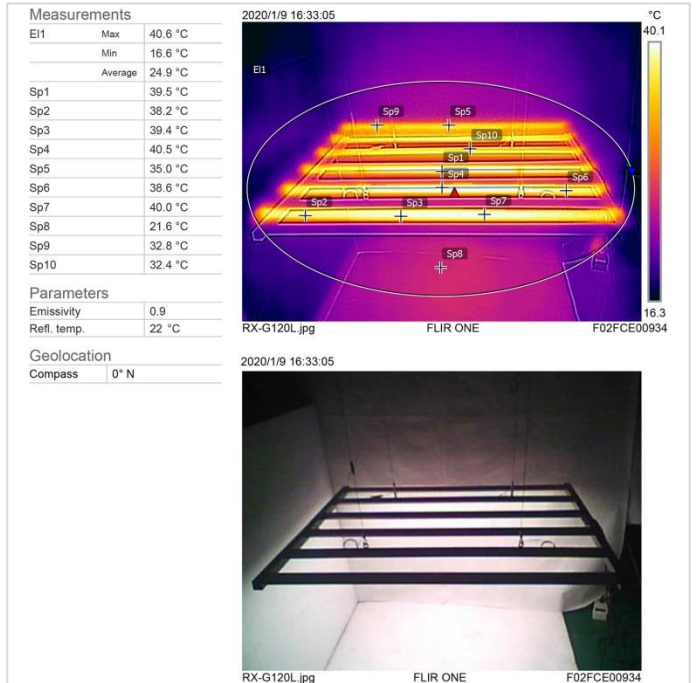 Measurements
El1 Max 40.6 °C
Min 16.6 °C
Average 24.9 °C
Sp1 39.5 °C
Sp2 38.2 °C
Sp3 39.4 °C
Sp4 40.5 °C
Sp5 35.0 °C
Sp6 38.6 °C
Sp7 40.0 °C
Sp8 21.6 °C
Sp9 32.8 °C
Sp10 32.4 °C
Parameters
Emissivity 0.9
Refl. temp. 22 °C
Geolocation
Compass 0° N
2020/1/9 16:33:05
°C
40.1
El1
Sp9 Sp5
Sp10
Sp1
Sp4 Sp6
Sp2 Sp3 Sp7
Sp8
16.3
RX-G120L.jpg FLIR ONE F02FCE00934
2020/1/9 16:33:05
RX-G120L.jpg FLIR ONE F02FCE00934